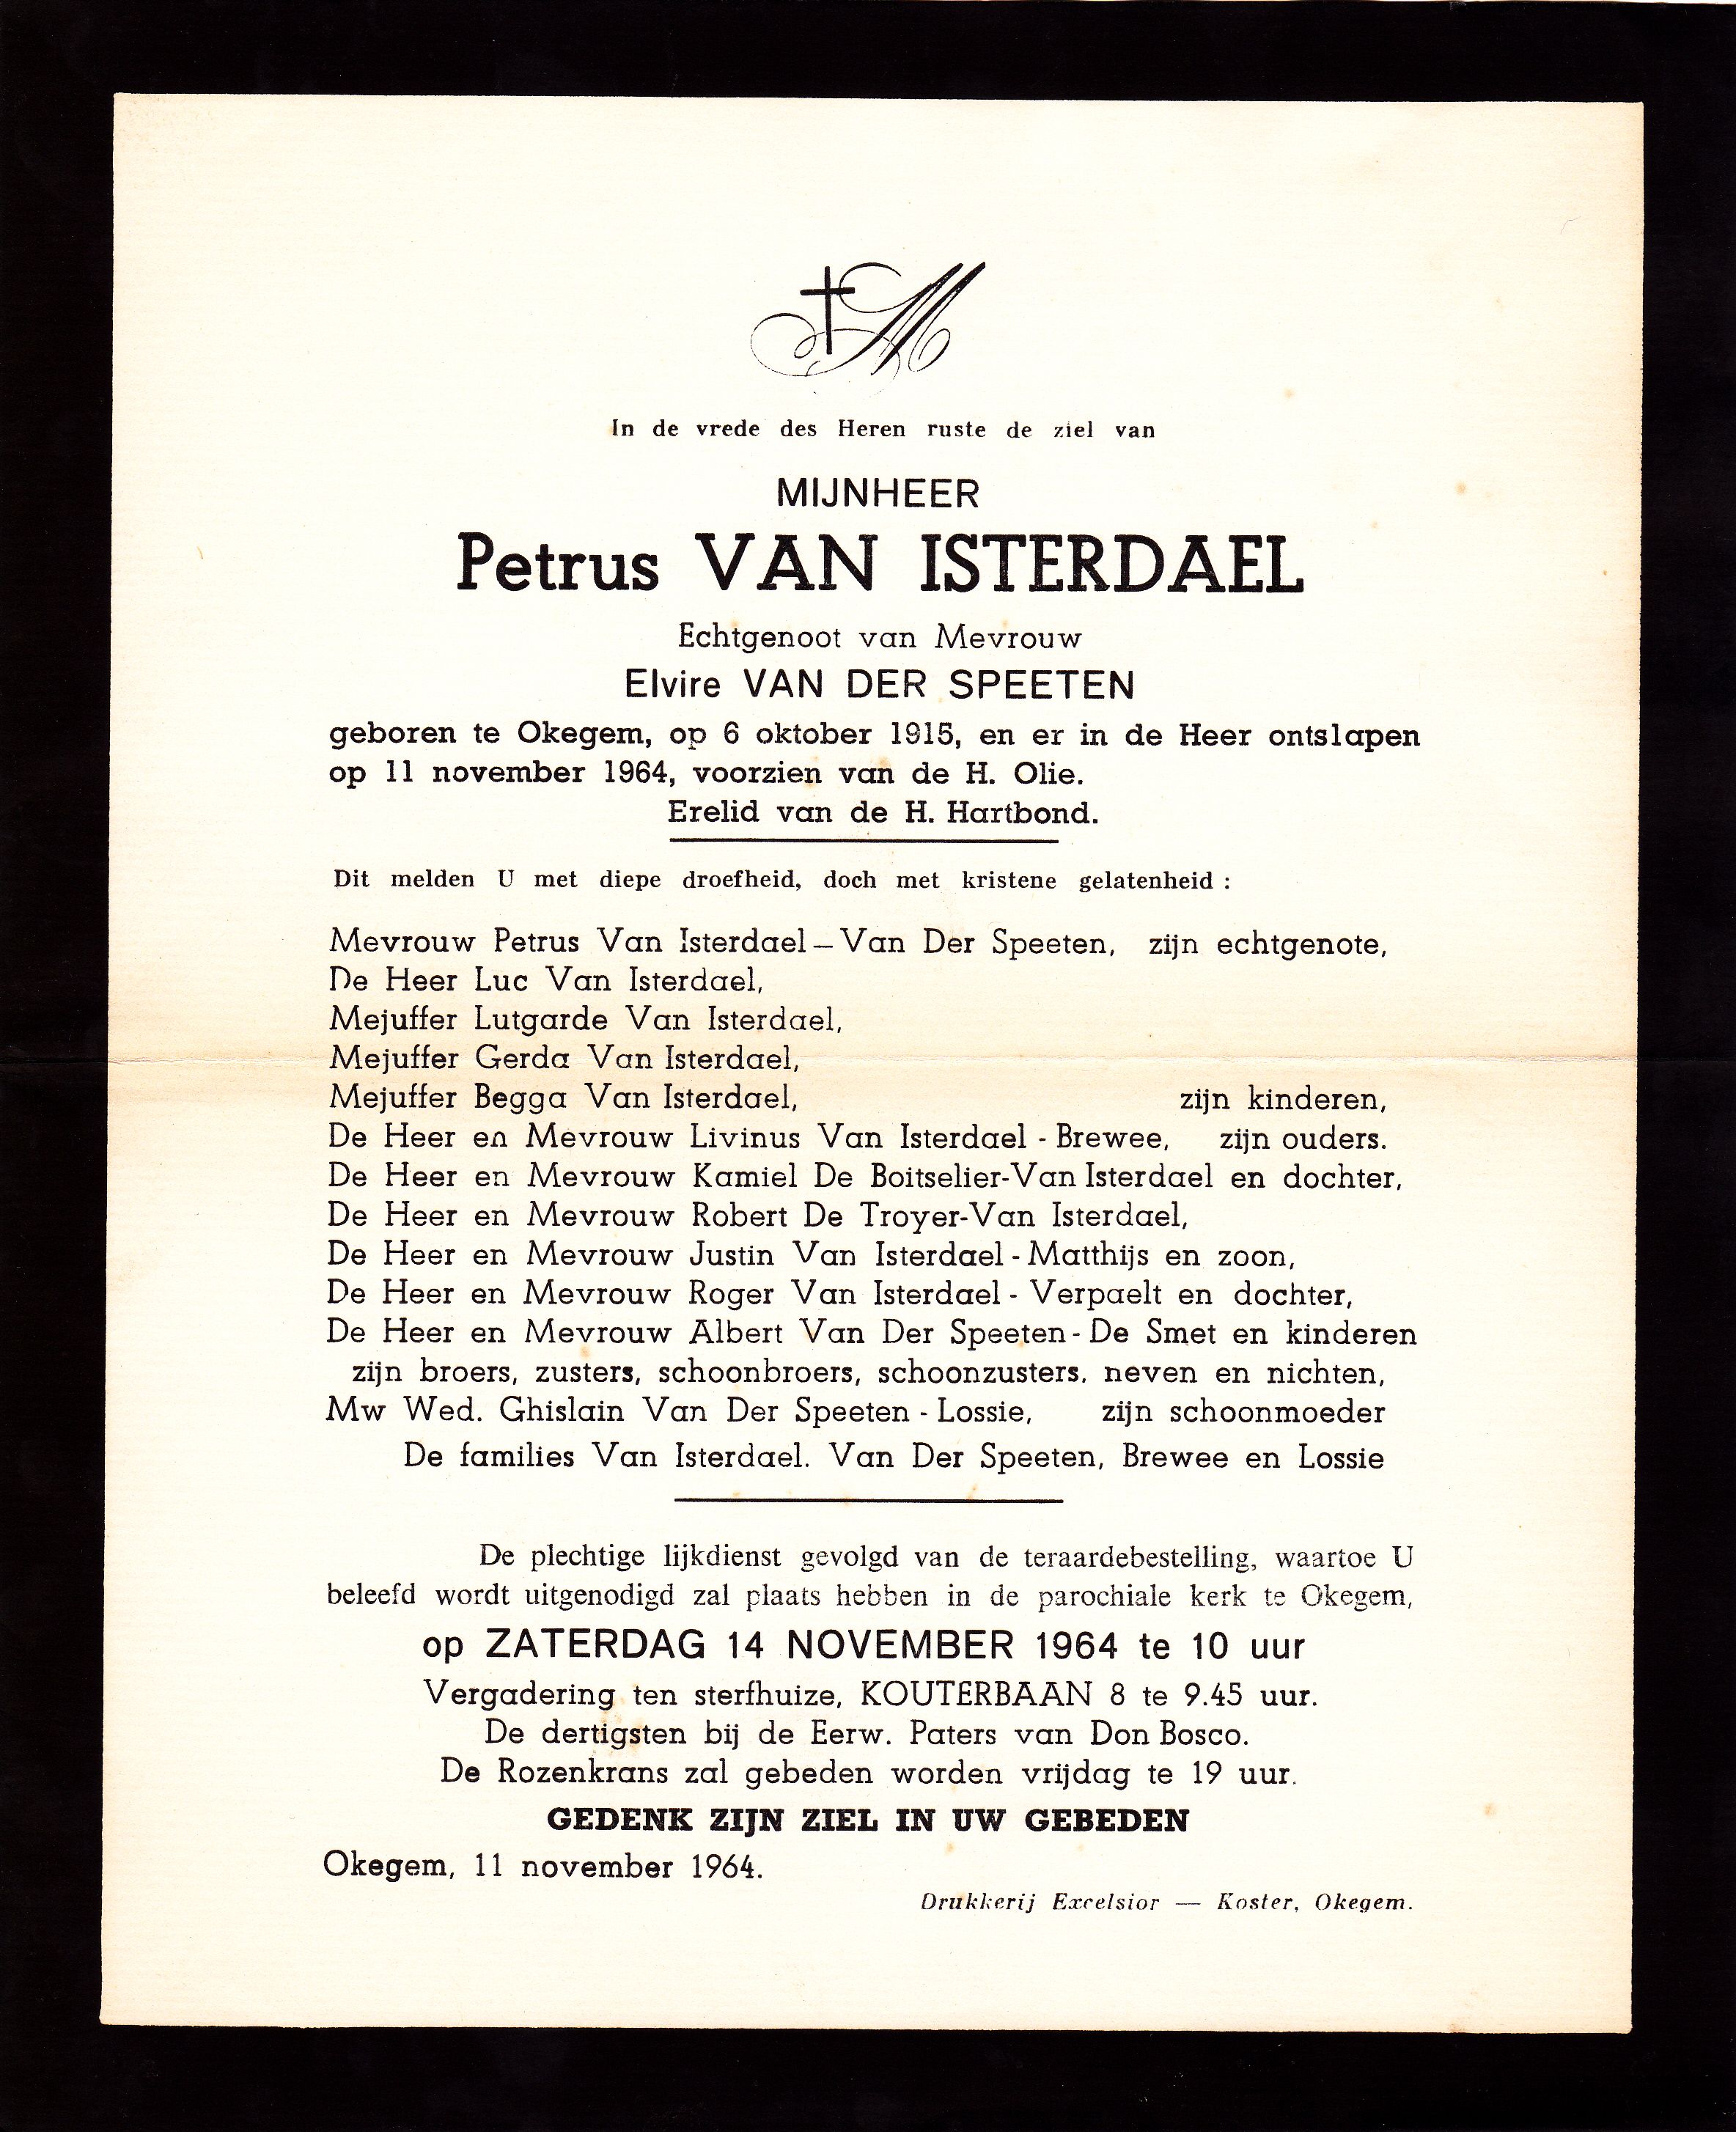 M
In de vrede des Heren ruste de ziel van
MIJNHEER
Petrus VAN ISTERDAEL
Echtgenoot van Mevrouw
Elvire VAN DER SPEETEN
geboren te Okegem, op 6 oktober 1915, en er in de Heer ontslapen
op 11 november 1964, voorzien van de H. Olie.
Erelid van de H. Hartbond.
Dit melden U met diepe droefheid, doch met kristene gelatenheid :
Mevrouw Petrus Van Isterdael – Van Der Speeten, zijn echtgenote,
De Heer Luc Van Isterdael,
Mejuffer Lutgarde Van Isterdael,
Mejuffer Gerda Van Isterdael,
Mejuffer Begga Van Isterdael, zijn kinderen,
De Heer en Mevrouw Livinus Van Isterdael - Brewee, zijn ouders.
De Heer en Mevrouw Kamiel De Boitselier-Van Isterdael en dochter,
De Heer en Mevrouw Robert De Troyer-Van Isterdael,
De Heer en Mevrouw Justin Van Isterdael - Matthijs en zoon,
De Heer en Mevrouw Roger Van Isterdael - Verpaelt en dochter,
De Heer en Mevrouw Albert Van Der Speeten - De Smet en kinderen
zijn broers, zusters, schoonbroers, schoonzusters. neven en nichten,
Mw Wed. Ghislain Van Der Speeten - Lossie, zijn schoonmoeder
De families Van Isterdael. Van Der Speeten, Brewee en Lossie
De plechtige lijkdienst gevolgd van de teraardebestelling, waartoe U
beleefd wordt uitgenodigd zal plaats hebben in de parochiale kerk te Okegem,
op ZATERDAG 14 NOVEMBER 1964 te 10 uur
Vergadering ten sterfhuize, KOUTERBAAN 8 te 9.45 uur.
De dertigsten bij de Eerw. Paters van Don Bosco.
De Rozenkrans zal gebeden worden vrijdag te 19 uur.
GEDENK ZIJN ZIEL IN UW GEBEDEN
Okegem, 11 november 1964.
Drukkerij Excelsior — Koster, Okegem.